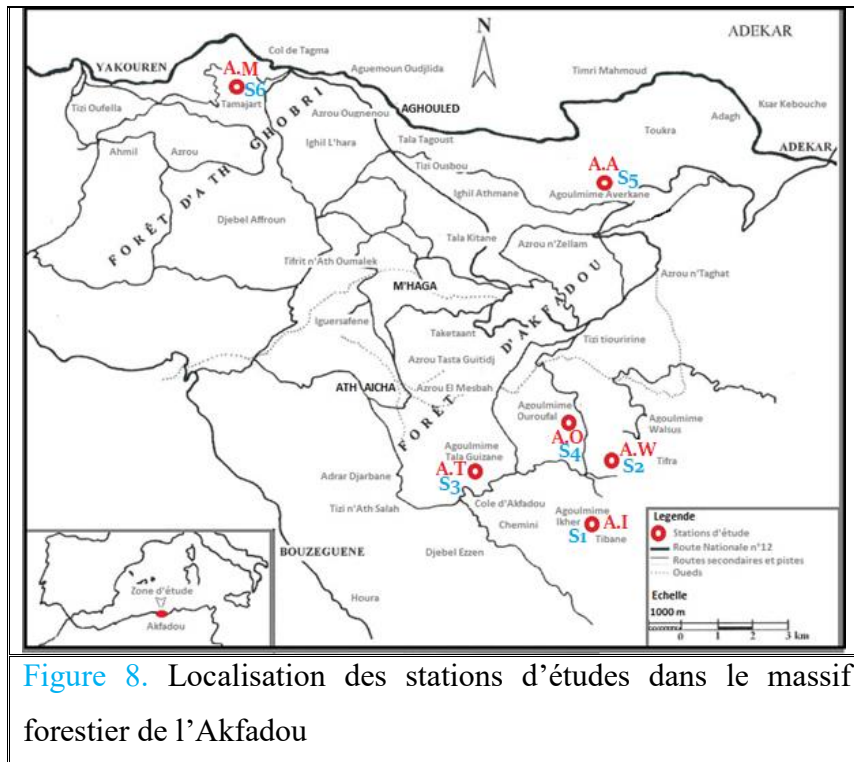 N
ADEKAR
Col de Tagma
YAKOUREN
Aguemoun Oudjlida
A.M
S6
Tamajart
Timri Mahmoud
Tizi Oufella
AGHOULED
Ksar Kebouche
Adagh
Azrou Ougnenou
Toukra
Tala Tagoust
ADEKAR
Ighil L'hara
Ahmil
Azrou
Tizi Ousbou
A.A
S5
Ighil Athmane
Agoulmime Averkane
FORÊT D'ATH GHOBRI
Djebel Affroun
Tala Kitane
Azrou n'Zellam
Tifrit n'Ath Oumalek
Azrou n'Taghat
M'HAGA
Iguersafene
Taketaant
Tizi tiouririne
Azrou Tasta Guitidj
ATH AICHA
Azrou El Mesbah
FORÊT D'AKFADOU
Agoulmime
Ouroufal
Agoulmime
Walsus
A.O
S4
Agoulmime
Tala Guizane
A.W
S2
Tifra
A.T
S3
Adrar Djarbane
Tizi n'Ath Salah
Cole d'Akfadou
Agoulmime
Ikher
A.I
S1
Tibane
Chemini
BOUZEGUENE
Djebel Ezzen
Houra
Zone d'étude
Akfadou
Legende
Stations d'étude
Route Nationale n°12
Routes secondaires et pistes
Oueds
Echelle
1000 m
0 1 2 3 km
Figure 8. Localisation des stations d'études dans le massif
forestier de l'Akfadou